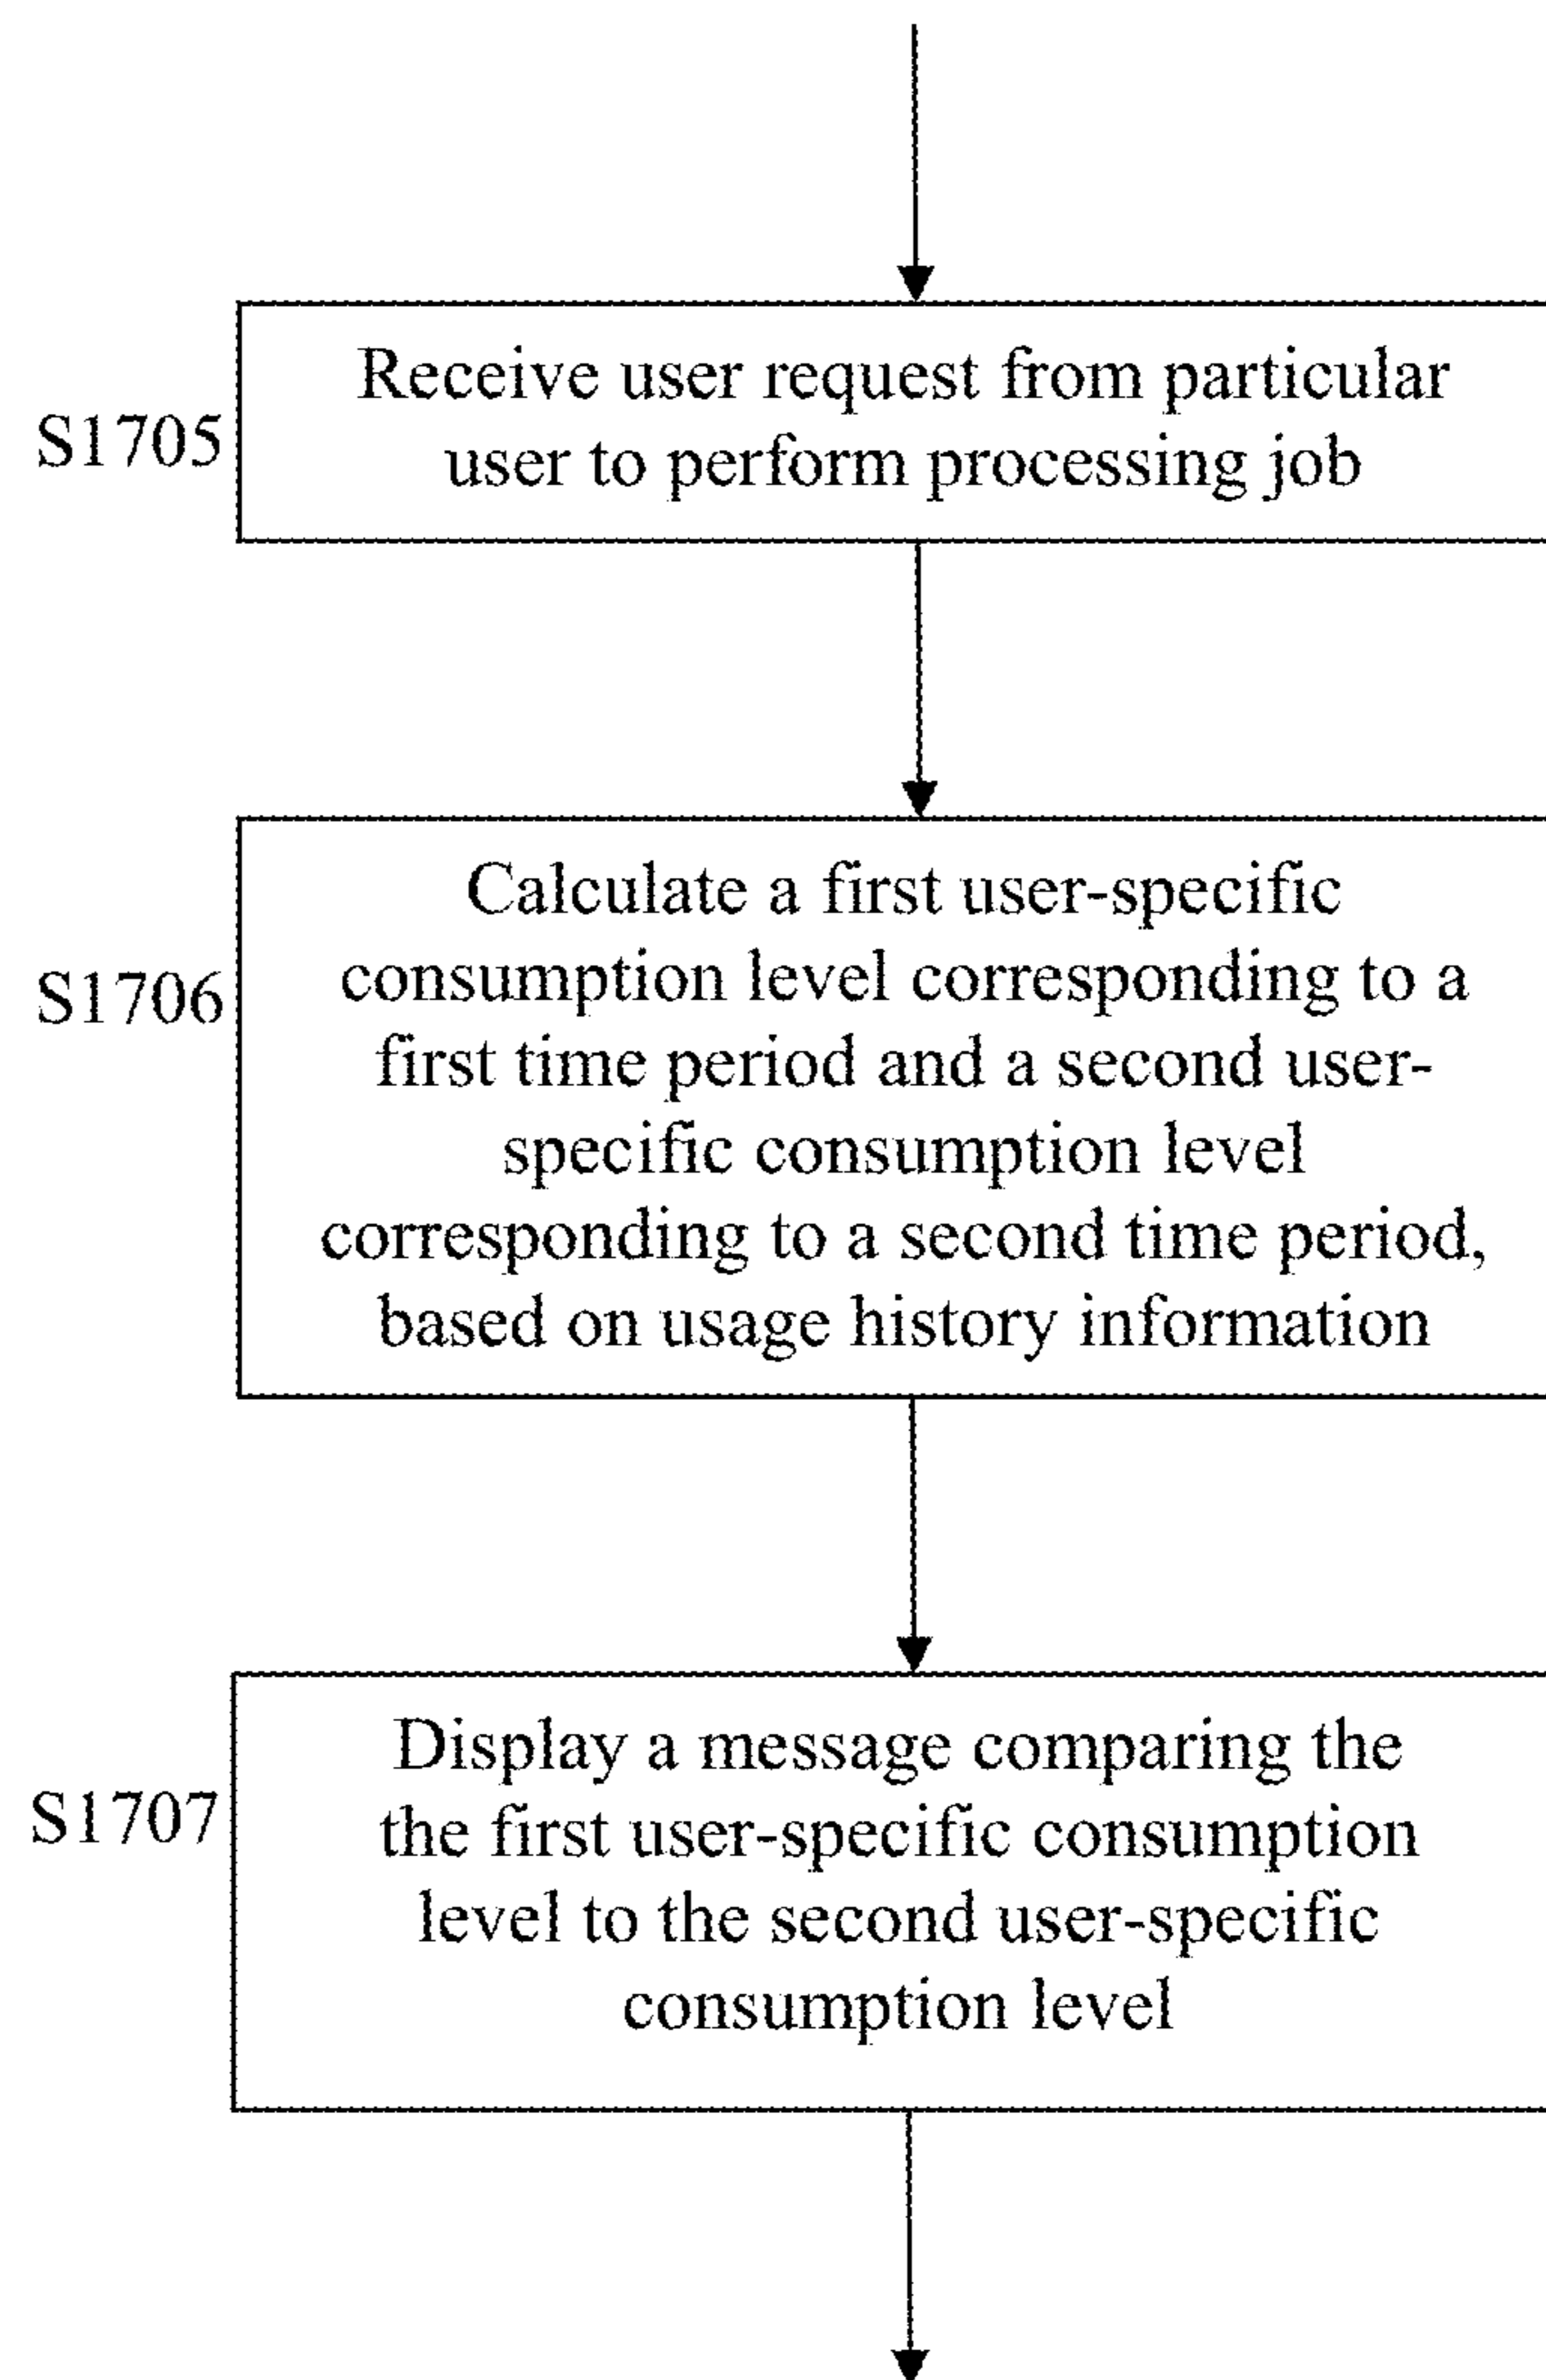 Receive user request from particular
S1705
user to perform processing job
Calculate a first user-specific
consumption level corresponding to a
S1706
first time period and a second user-
specific consumption level
corresponding to a second time period,
based on usage history information
Display a message comparing the
S1707
the first user-specific consumption
level to the second user-specific
consumption level